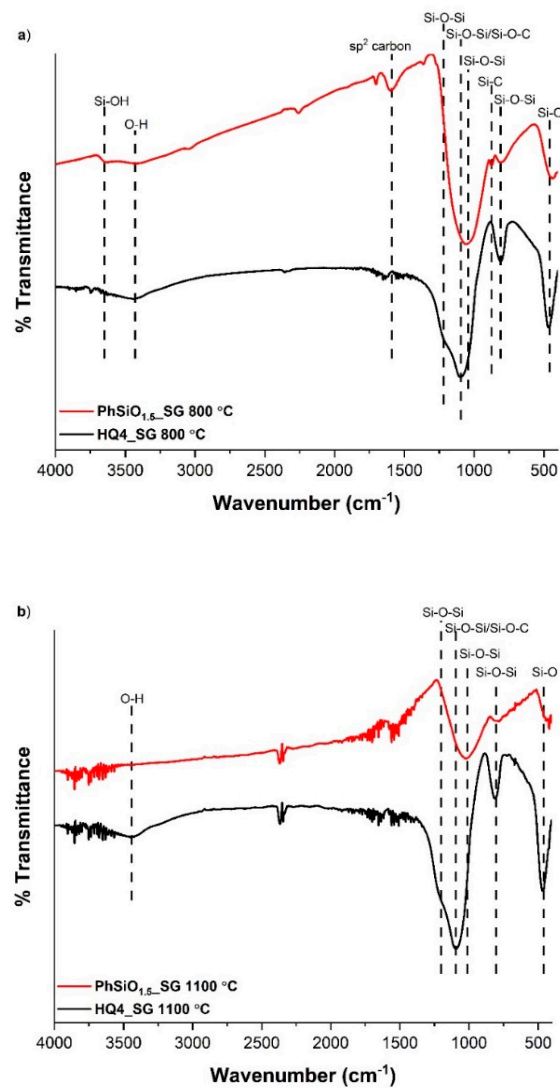 a)
Si-O-Si
Si-O-Si/Si-O-C
sp² carbon
Si-O-Si
Si-OH
Si-C
Si-O-Si
Si-O
O-H
% Transmittance
PhSiO₁.₅_SG 800 °C
HQ4_SG 800 °C
4000 3500 3000 2500 2000 1500 1000 500
Wavenumber (cm⁻¹)
b)
Si-O-Si
Si-O-Si/Si-O-C
Si-O-Si
O-H
Si-O-Si
Si-O
% Transmittance
PhSiO₁.₅_SG 1100 °C
HQ4_SG 1100 °C
4000 3500 3000 2500 2000 1500 1000 500
Wavenumber (cm⁻¹)